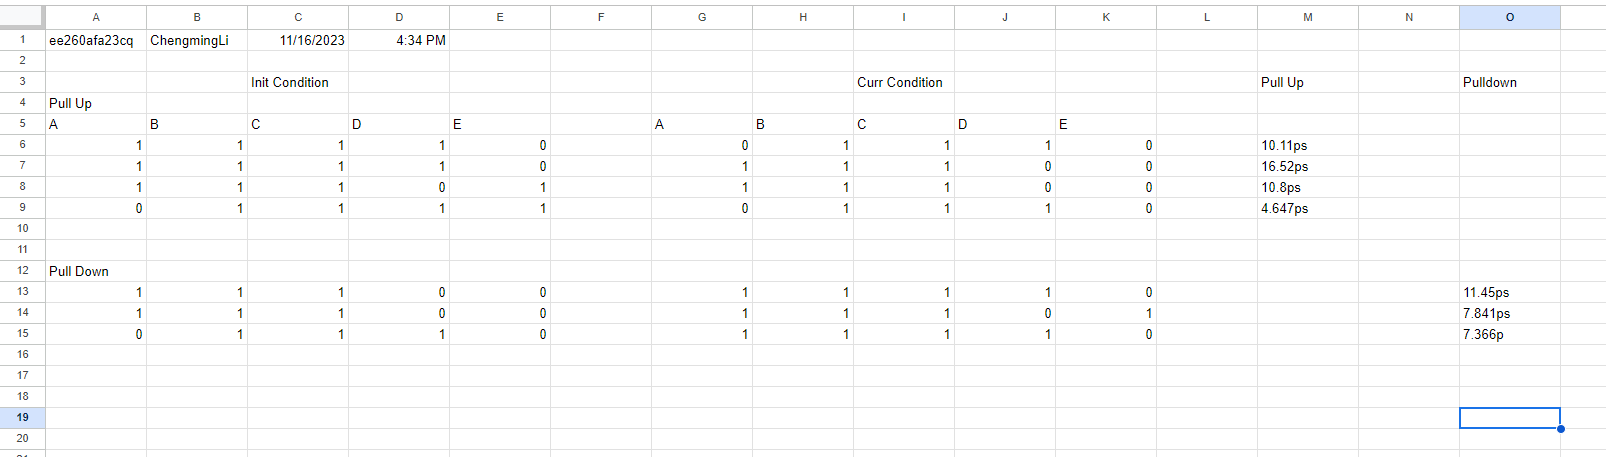 A B C D E F G H I J K L M N O
1 ee260afa23cq ChengmingLi 11/16/2023 4:34 PM
2
3 Init Condition Curr Condition Pull Up Pulldown
4 Pull Up
5 A B C D E A B C D E
6 1 1 1 1 0 0 1 1 1 0 10.11ps
7 1 1 1 1 0 1 1 1 0 0 16.52ps
8 1 1 1 0 1 1 1 1 0 0 10.8ps
9 0 1 1 1 1 0 1 1 1 0 4.647ps
10
11
12 Pull Down
13 1 1 1 0 0 1 1 1 1 0 11.45ps
14 1 1 1 0 0 1 1 1 0 1 7.841ps
15 0 1 1 1 0 1 1 1 1 0 7.366p
16
17
18
19
20